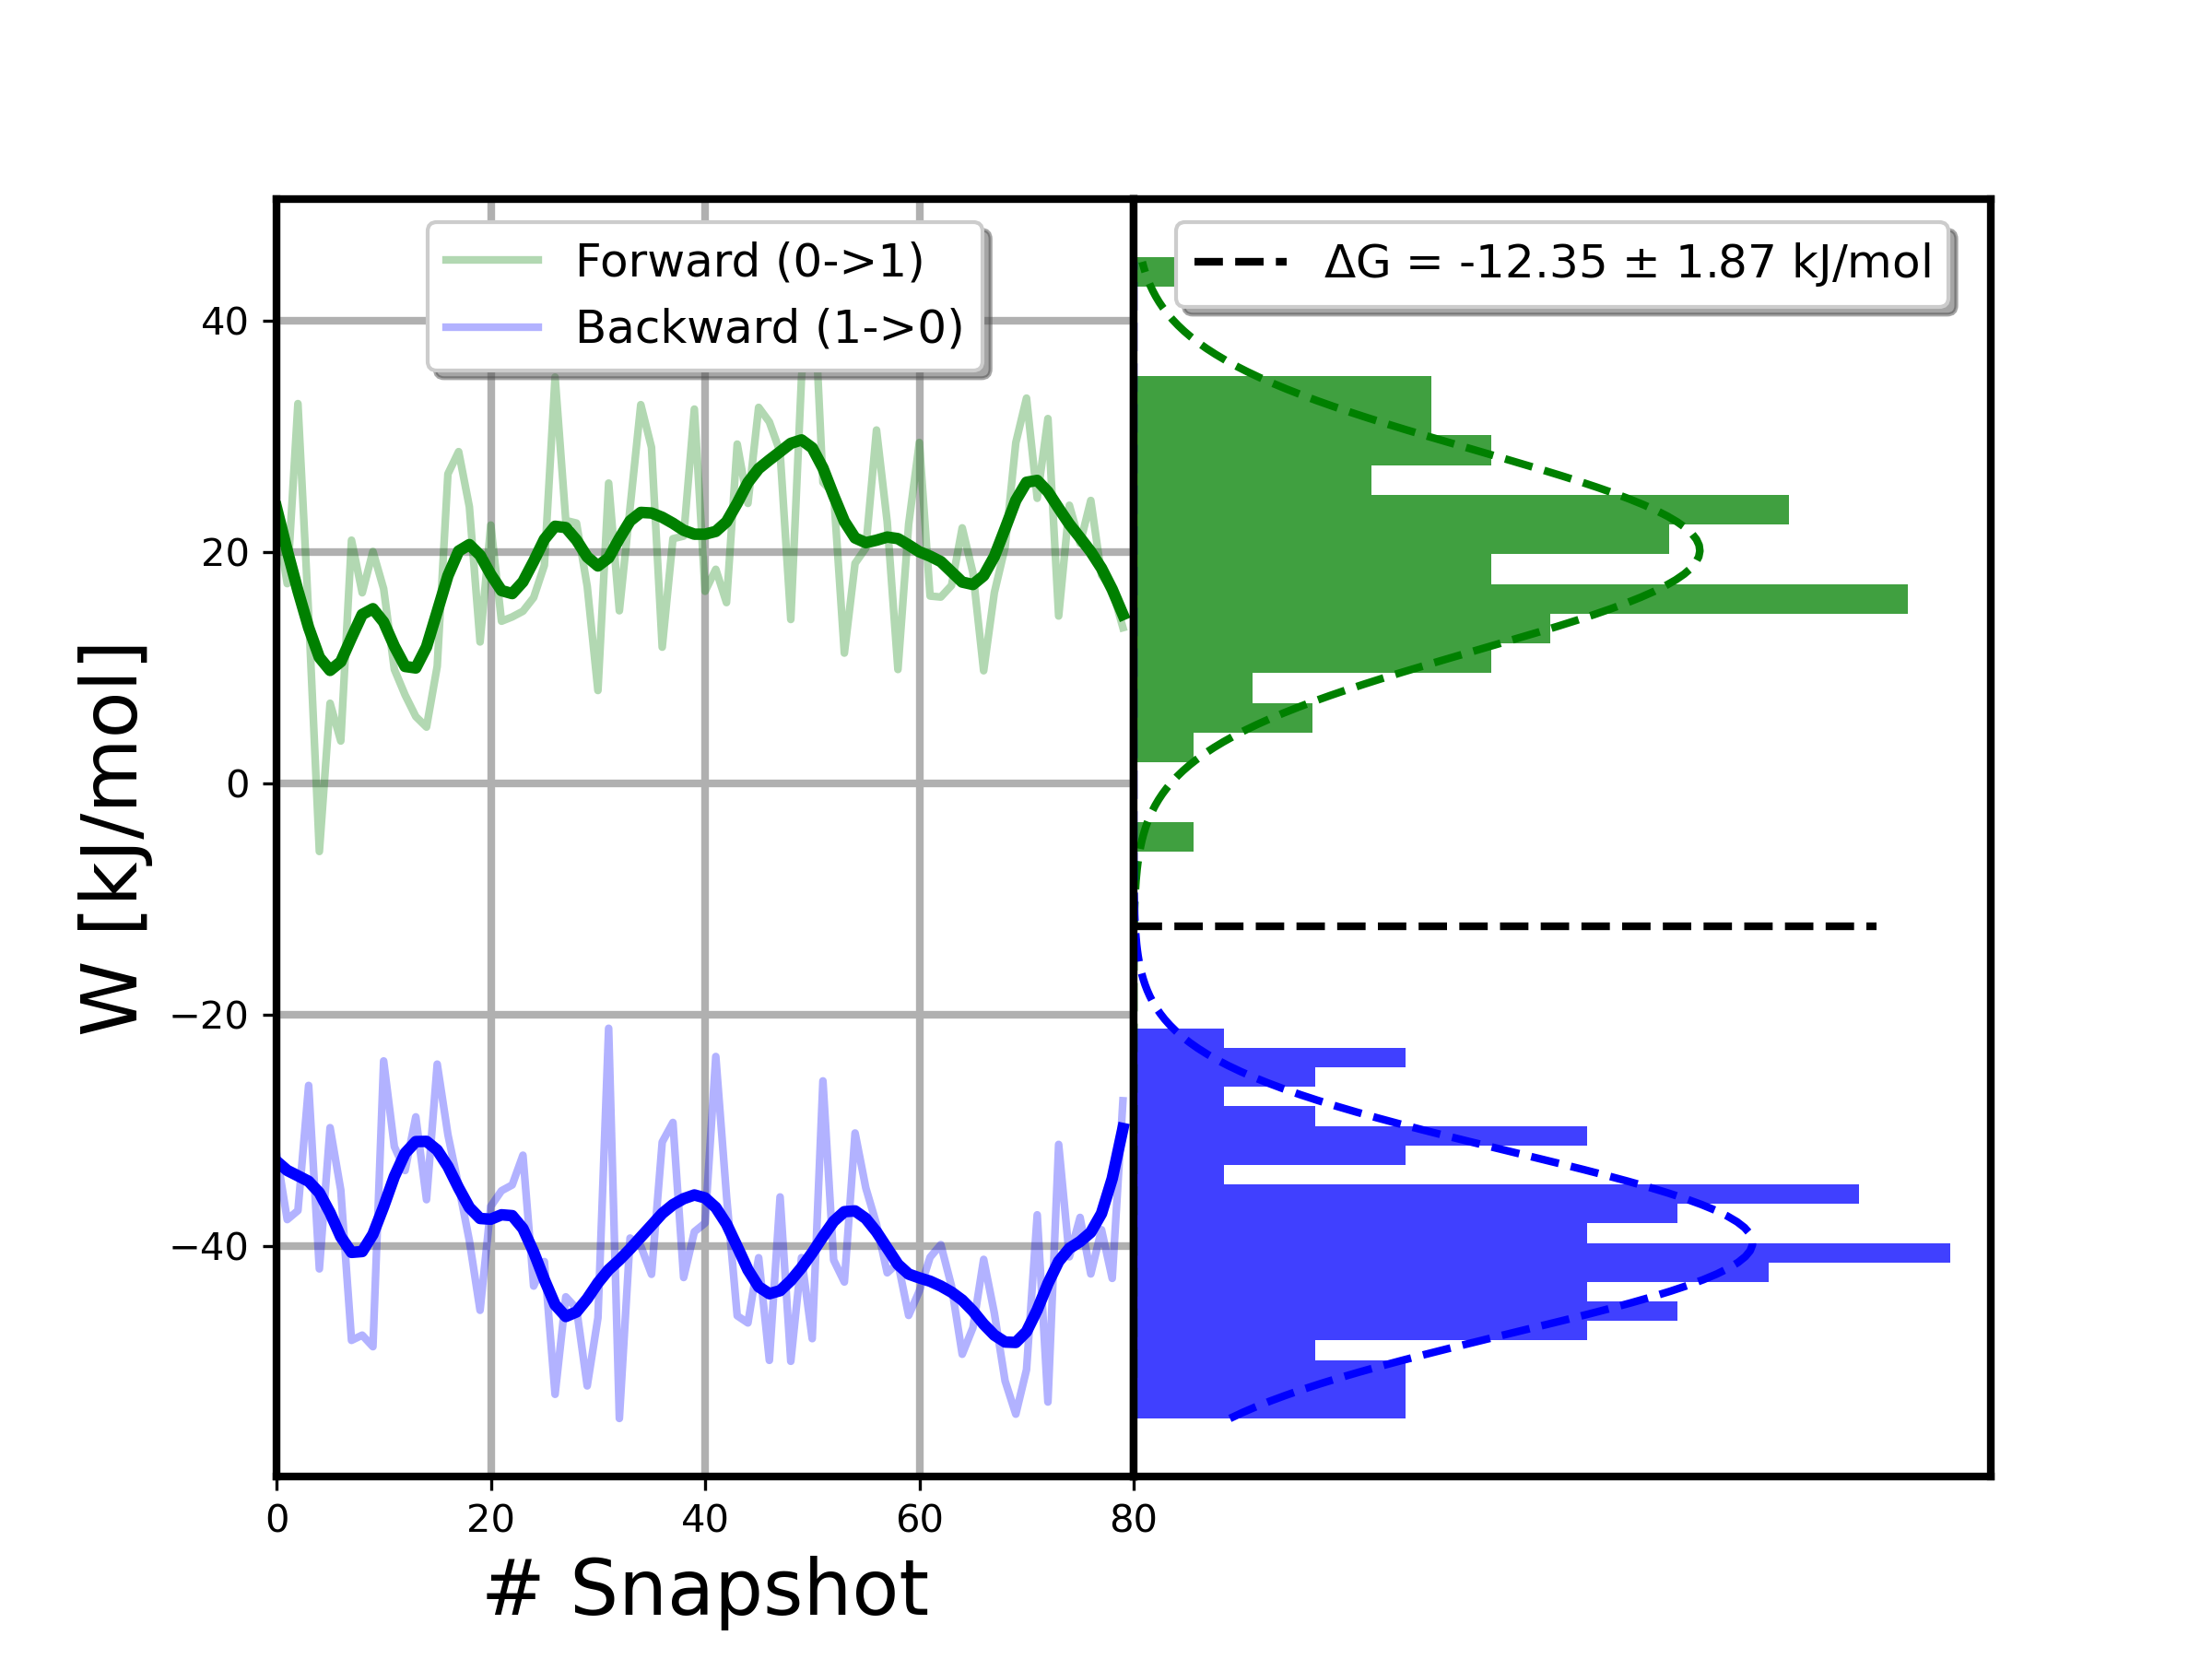 Forward (0->1)
Backward (1->0)
ΔG = -12.35 ± 1.87 kJ/mol
W [kJ/mol]
40
20
0
−20
−40
0 20 40 60 80
# Snapshot